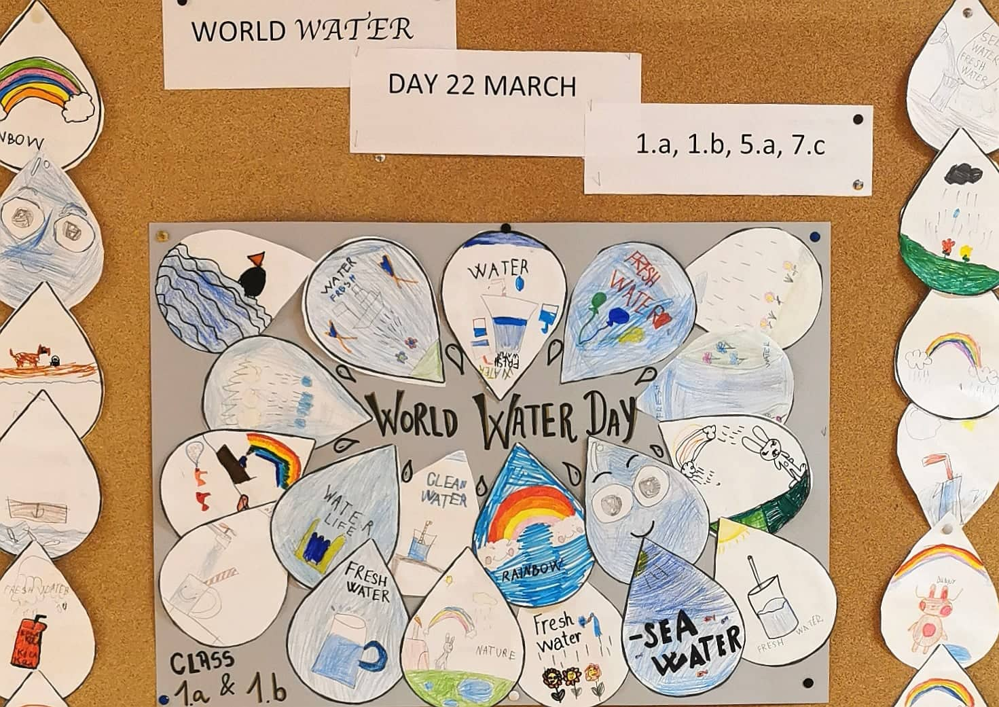 WORLD WATER
DAY 22 MARCH
1.a, 1.b, 5.a, 7.c
NBOW
SEA
WATER
FRESH
WATER
WATER
FRESH
WATER
FRESH
WATER
WATER
FRESH
WATER
FRESH
WATER
WORLD WATER DAY
CLEAN
WATER
WATER
LIFE
RAINBOW
FRESH
WATER
FRESH WATER
BUNNY
Fresh
water
-SEA
WATER
FRESH WATER
NATURE
CLASS
1.a & 1.b